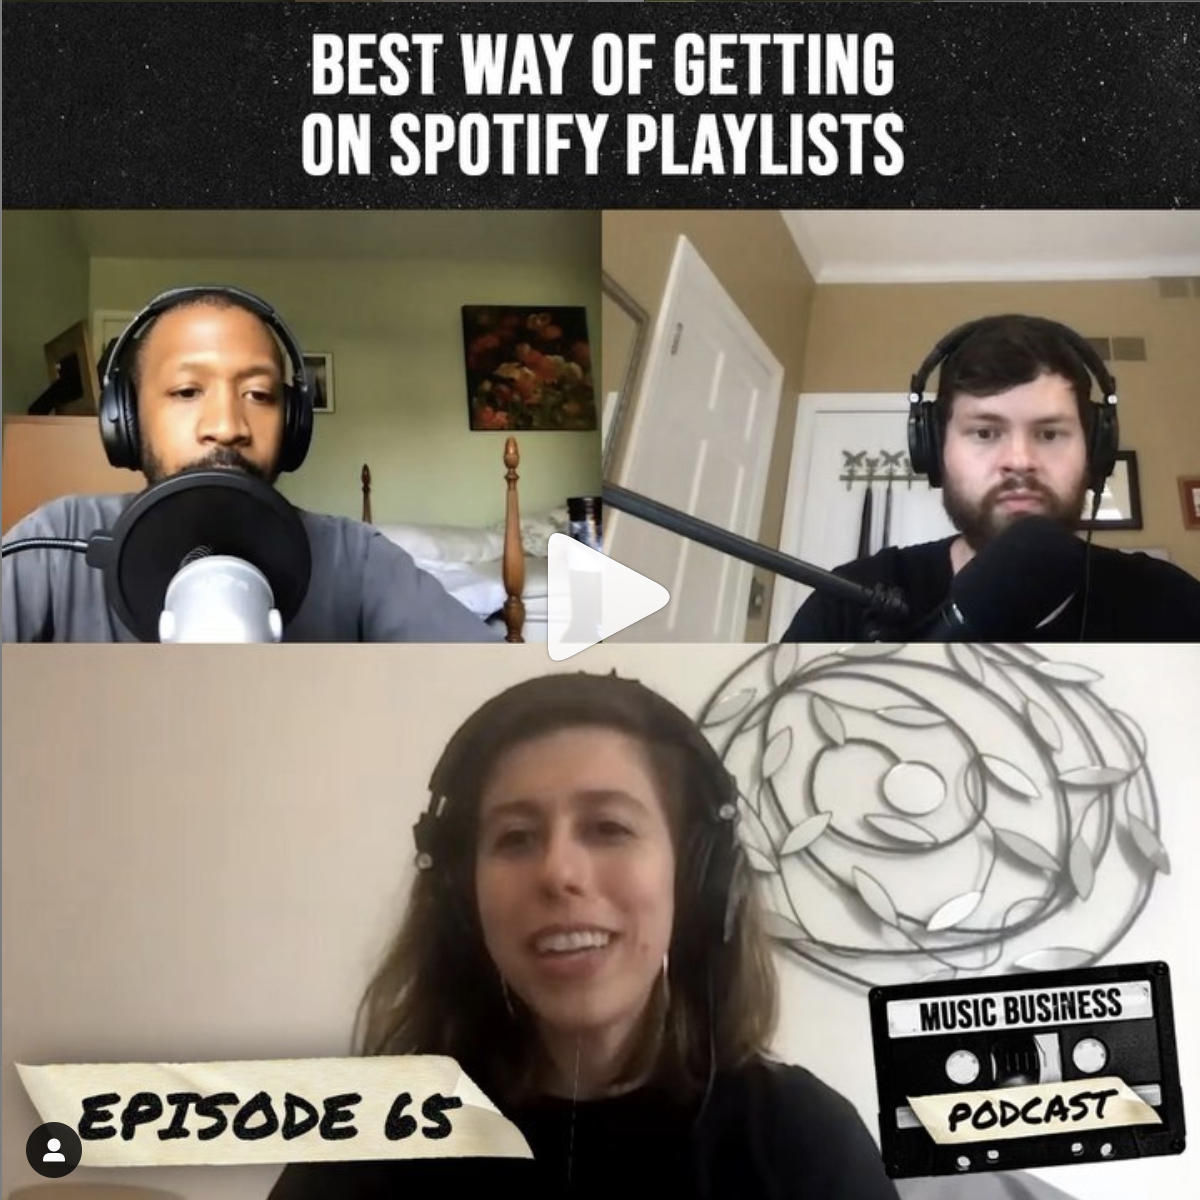 BEST WAY OF GETTING
ON SPOTIFY PLAYLISTS
MUSIC BUSINESS
PODCAST
EPISODE 65